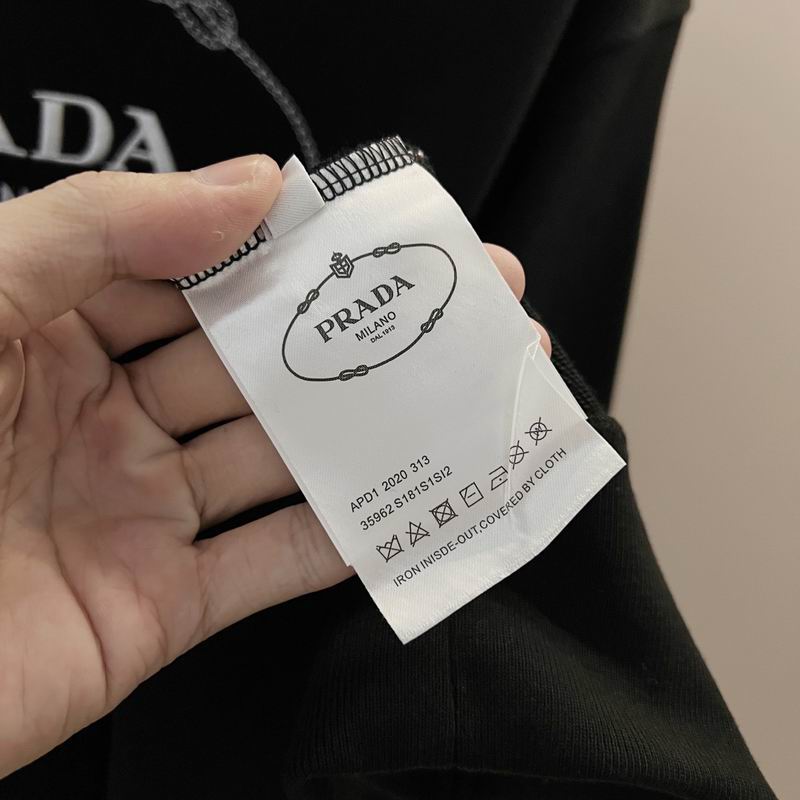 ADA
PRADA
MILANO
DAL 1913
APD1 2020 313
35962 S181S1SI2
IRON INISDE-OUT,COVERED BY CLOTH